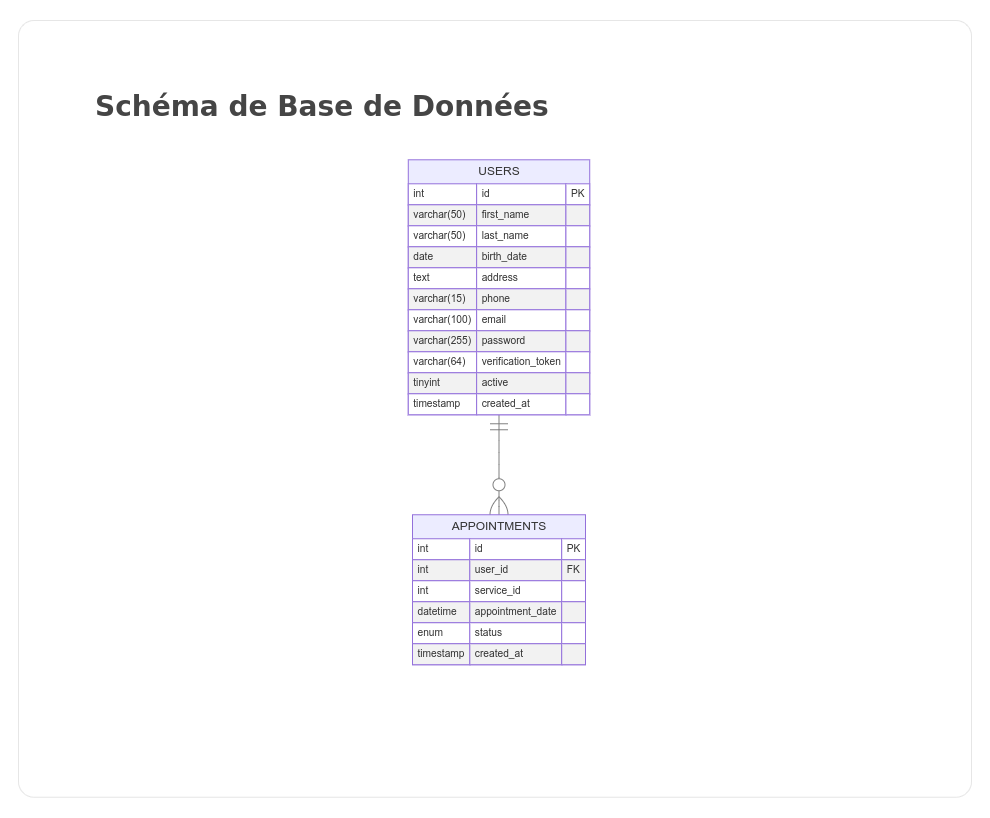 Schéma de Base de Données
USERS
int id PK
varchar(50) first_name
varchar(50) last_name
date birth_date
text address
varchar(15) phone
varchar(100) email
varchar(255) password
varchar(64) verification_token
tinyint active
timestamp created_at
APPOINTMENTS
int id PK
int user_id FK
int service_id
datetime appointment_date
enum status
timestamp created_at